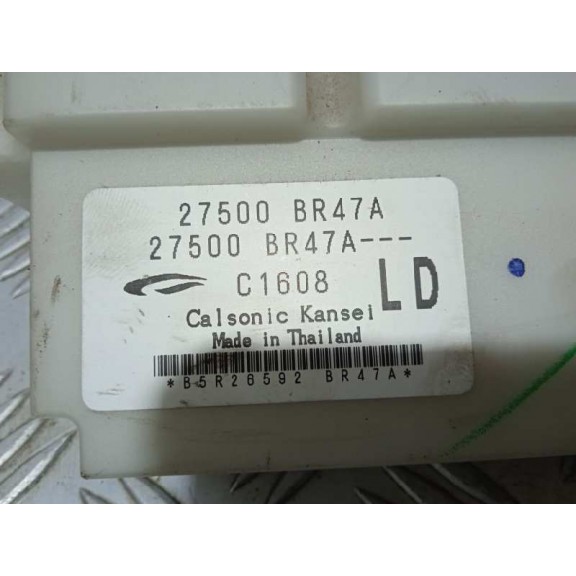 27500 BR47A
27500 BR47A---
C1608 LD
Calsonic Kansei
Made in Thailand
*B5R26592 BR47A*